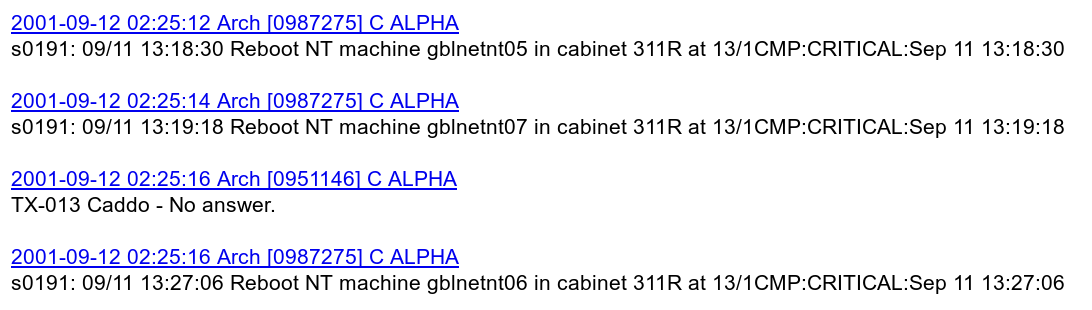 2001-09-12 02:25:12 Arch [0987275] C ALPHA
s0191: 09/11 13:18:30 Reboot NT machine gblnetnt05 in cabinet 311R at 13/1CMP:CRITICAL:Sep 11 13:18:30
2001-09-12 02:25:14 Arch [0987275] C ALPHA
s0191: 09/11 13:19:18 Reboot NT machine gblnetnt07 in cabinet 311R at 13/1CMP:CRITICAL:Sep 11 13:19:18
2001-09-12 02:25:16 Arch [0951146] C ALPHA
TX-013 Caddo - No answer.
2001-09-12 02:25:16 Arch [0987275] C ALPHA
s0191: 09/11 13:27:06 Reboot NT machine gblnetnt06 in cabinet 311R at 13/1CMP:CRITICAL:Sep 11 13:27:06